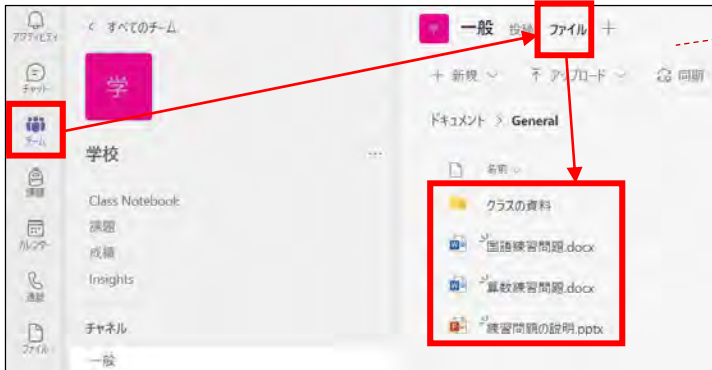 アクティビティ
チャット
チーム
課題
カレンダー
通話
ファイル
< すべてのチーム
学
学校
...
Class Notebook
課題
成績
Insights
チャネル
一般
学 一般 投稿 ファイル +
+ 新規 アップロード 同期
ドキュメント > General
名前
クラスの資料
国語練習問題.docx
算数練習問題.docx
練習問題の説明.pptx